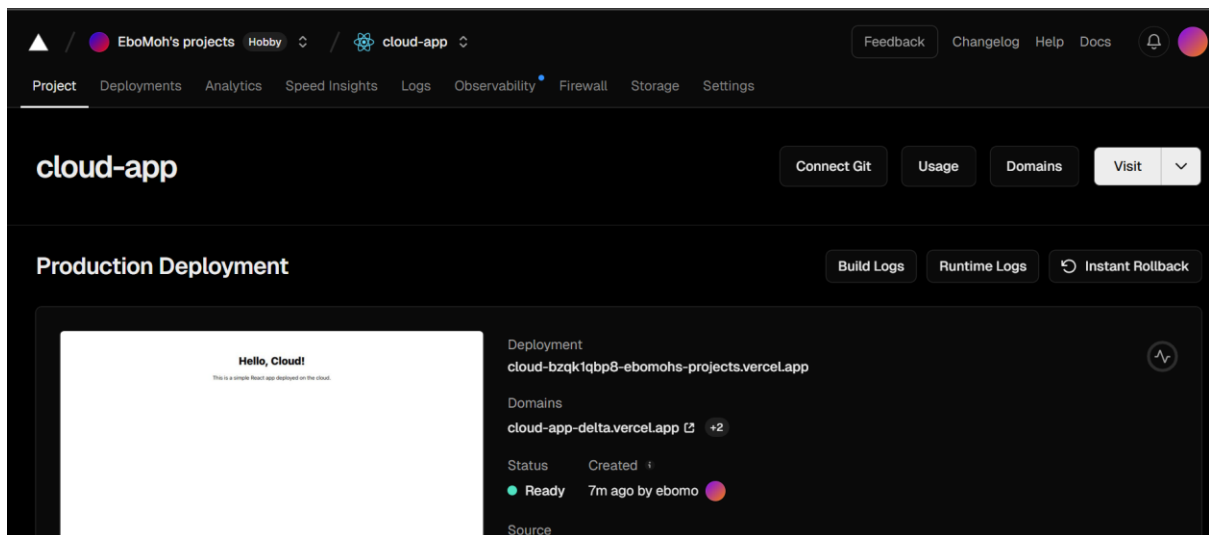 EboMoh's projects Hobby cloud-app Feedback Changelog Help Docs
Project Deployments Analytics Speed Insights Logs Observability Firewall Storage Settings
cloud-app Connect Git Usage Domains Visit
Production Deployment Build Logs Runtime Logs Instant Rollback
Hello, Cloud!
This is a simple React app deployed on the cloud.
Deployment
cloud-bzqk1qbp8-ebomohs-projects.vercel.app
Domains
cloud-app-delta.vercel.app +2
Status Created
Ready 7m ago by ebomo
Source